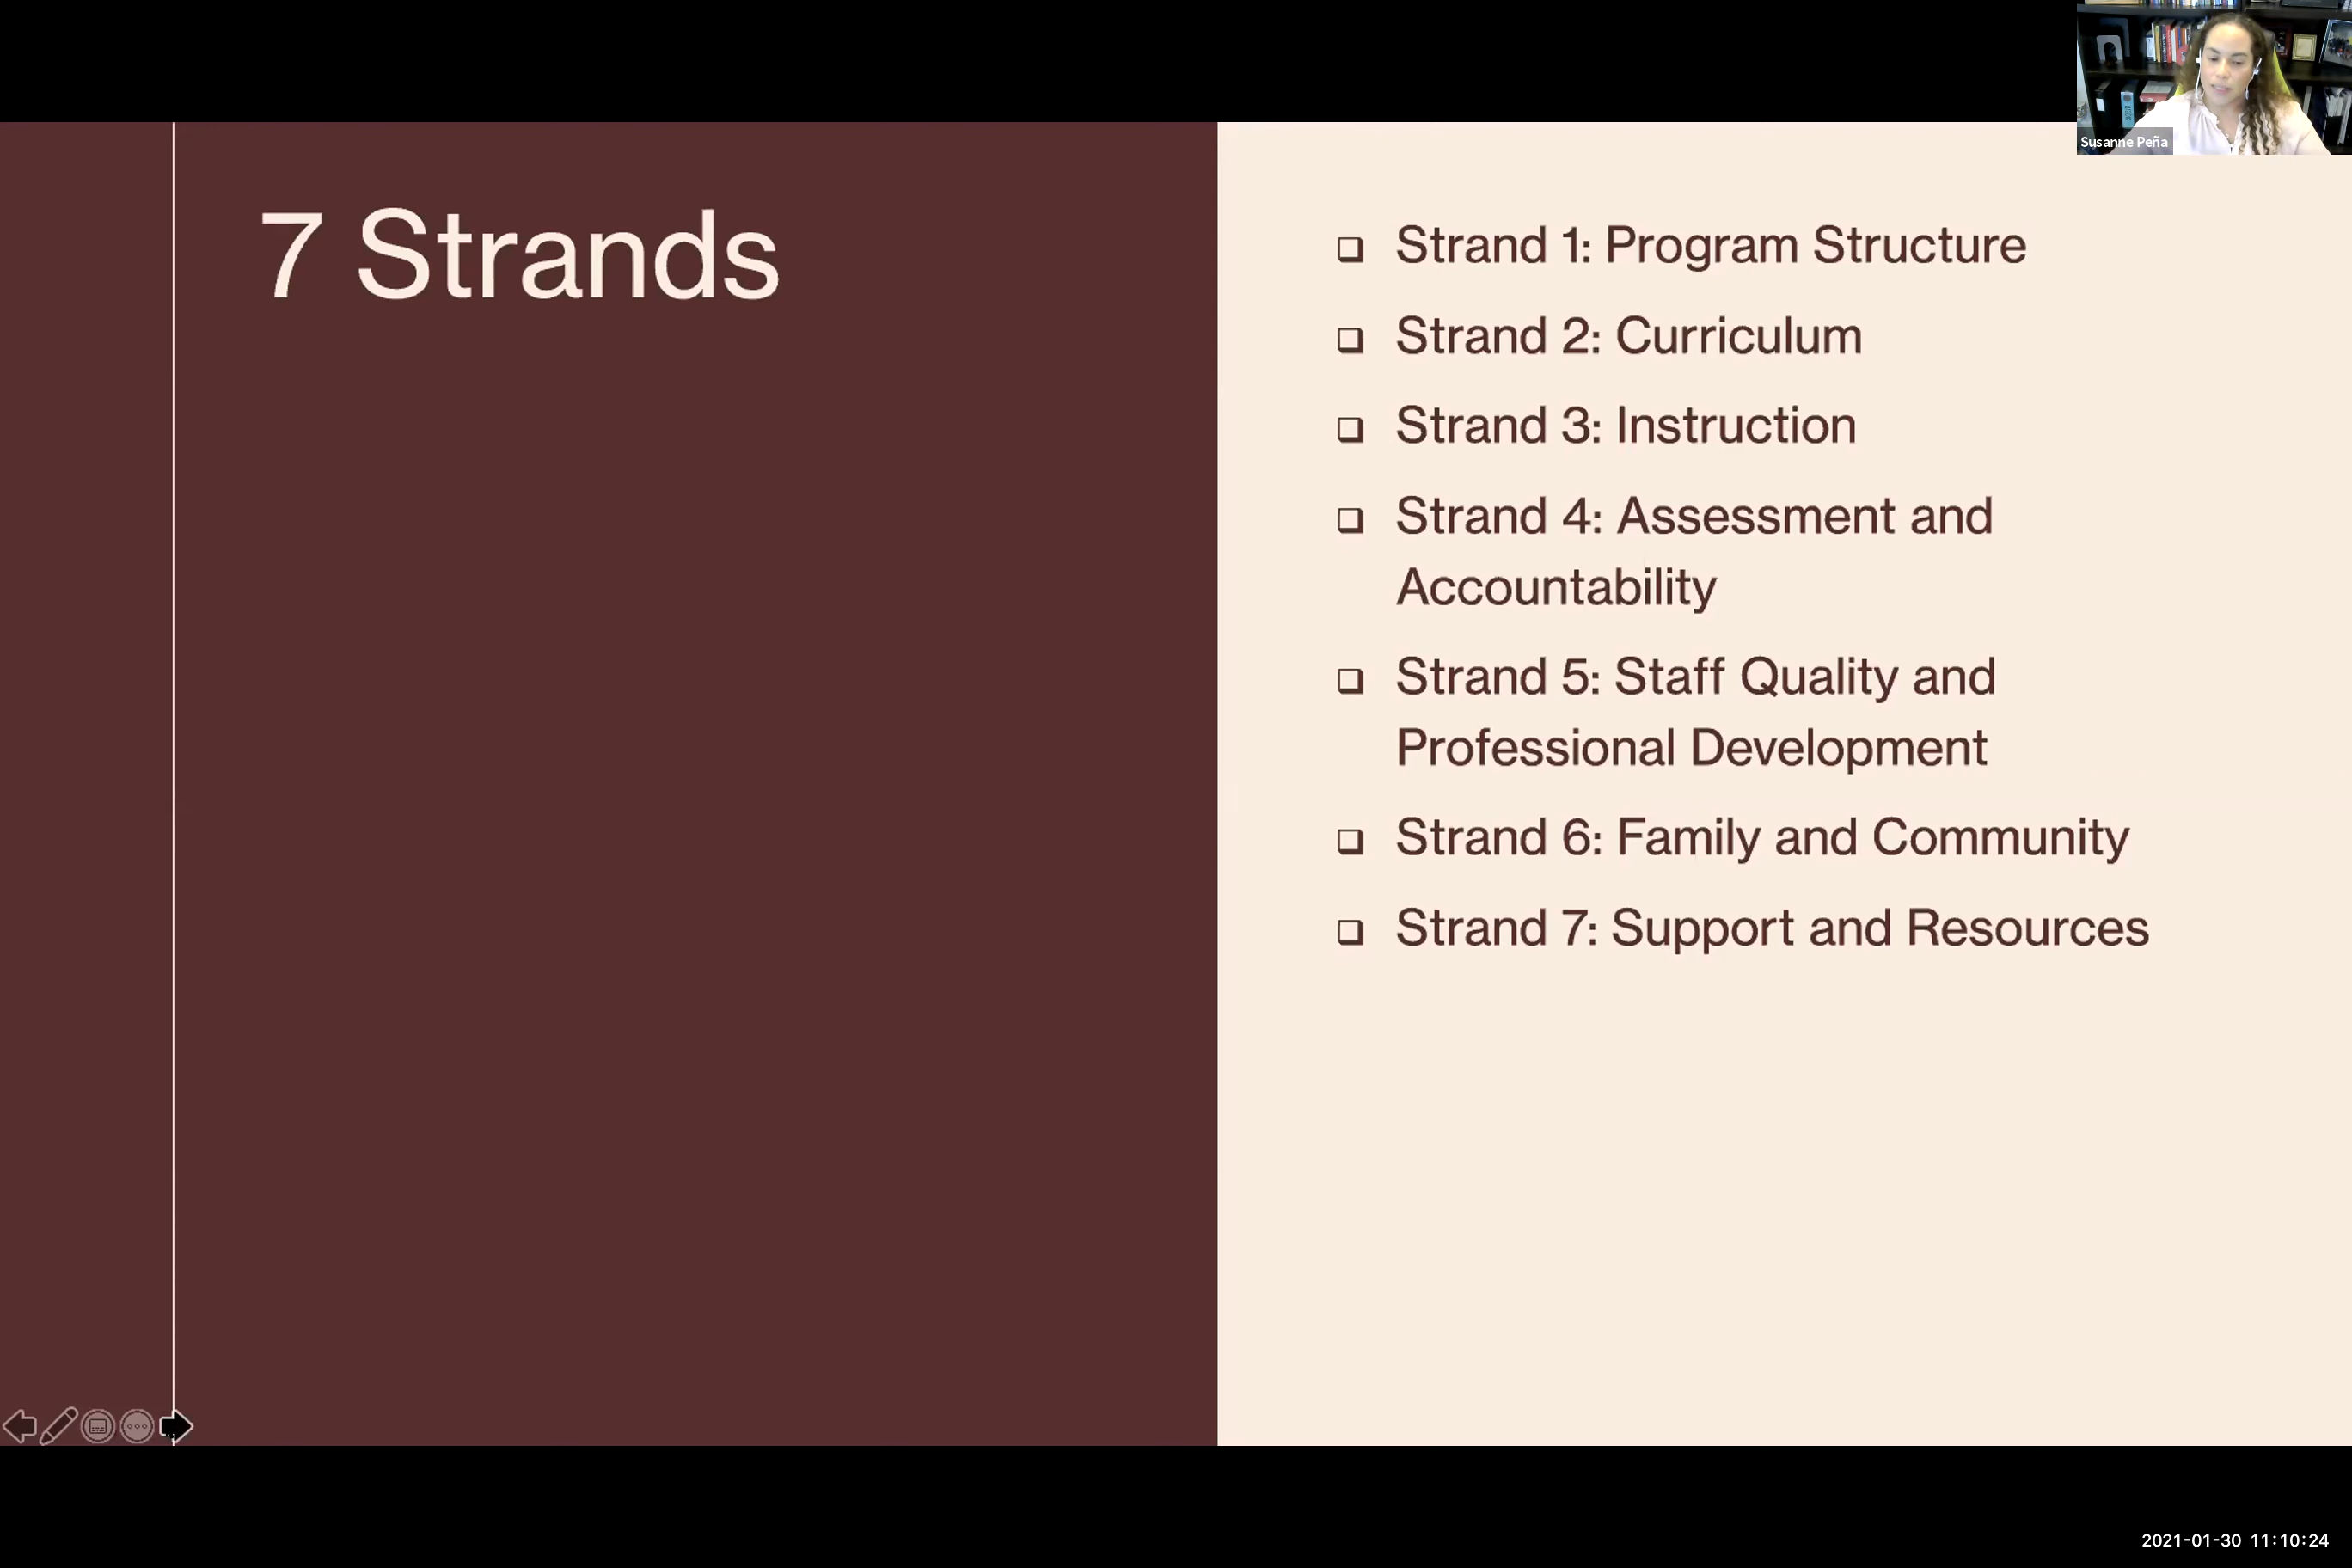 Susanne Peña
7 Strands
Strand 1: Program Structure
Strand 2: Curriculum
Strand 3: Instruction
Strand 4: Assessment and
Accountability
Strand 5: Staff Quality and
Professional Development
Strand 6: Family and Community
Strand 7: Support and Resources
2021-01-30 11:10:24